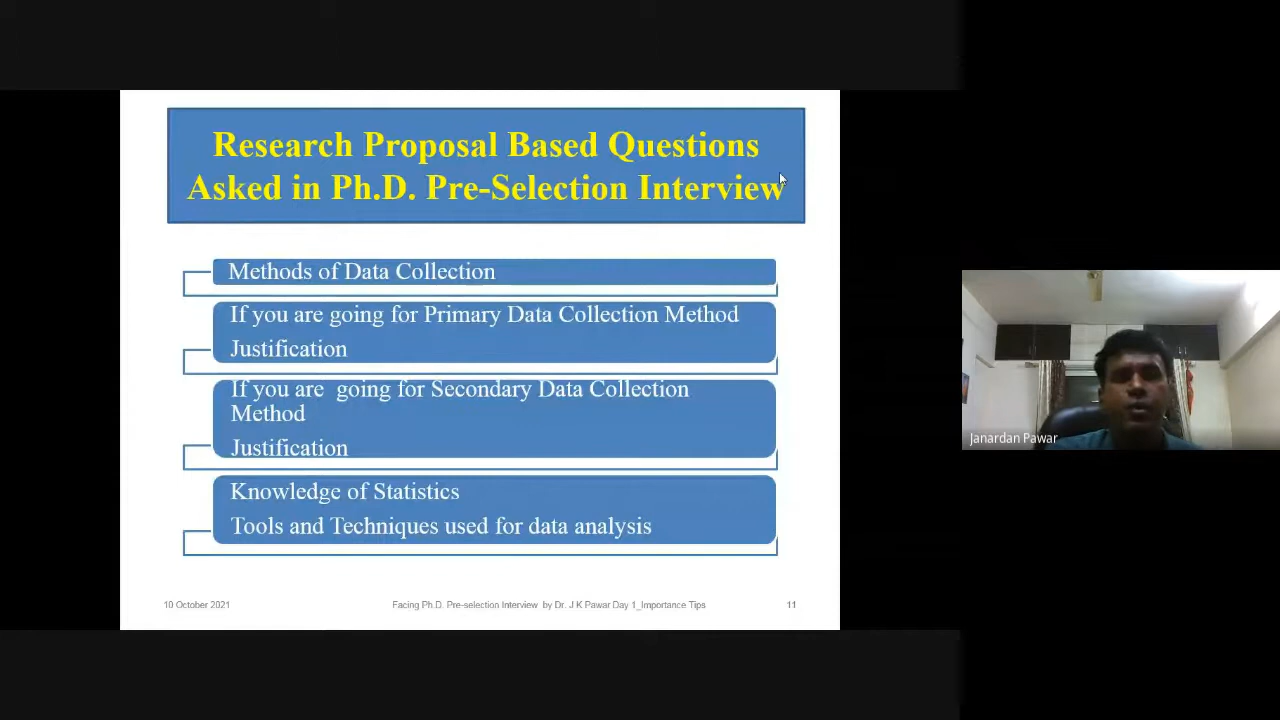 Research Proposal Based Questions
Asked in Ph.D. Pre-Selection Interview
Methods of Data Collection
If you are going for Primary Data Collection Method
Justification
If you are going for Secondary Data Collection
Method
Justification
Knowledge of Statistics
Tools and Techniques used for data analysis
10 October 2021
Facing Ph.D. Pre-selection Interview by Dr. J K Pawar Day 1_Importance Tips
11
Janardan Pawar